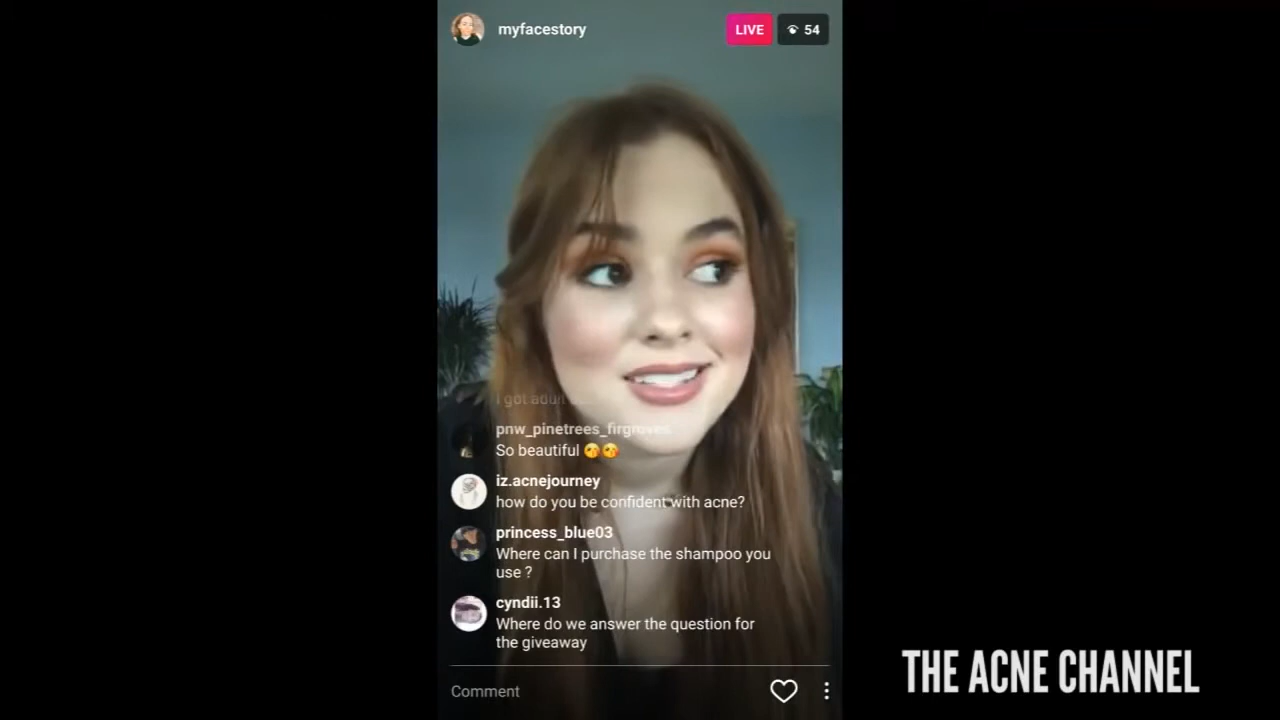 myfacestory
LIVE
54
I got adult
pnw_pinetrees_firgroves
So beautiful
iz.acnejourney
how do you be confident with acne?
princess_blue03
Where can I purchase the shampoo you
use ?
cyndii.13
Where do we answer the question for
the giveaway
Comment
THE ACNE CHANNEL